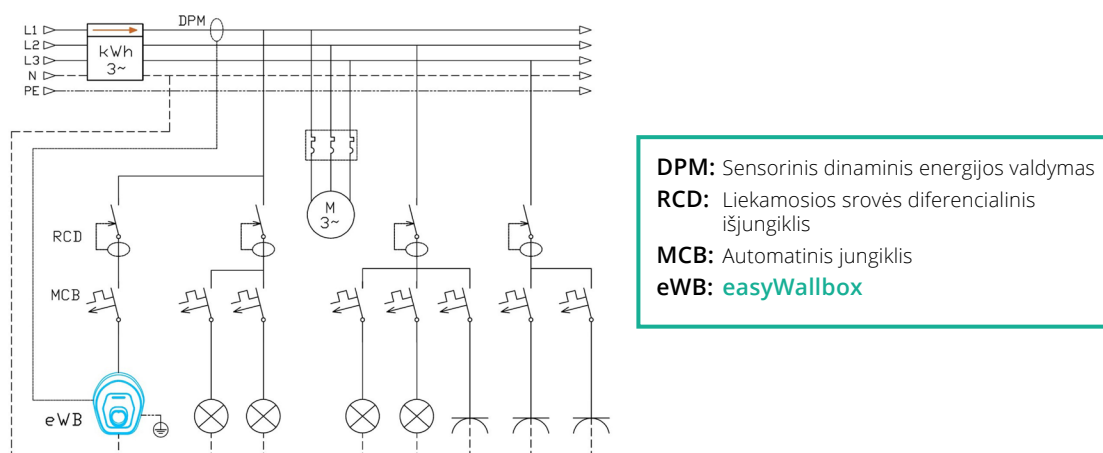 DPM
L1
L2
L3
N
PE
kWh
3~
M
3~
RCD
MCB
eWB
DPM: Sensorinis dinaminis energijos valdymas
RCD: Liekamosios srovės diferencialinis
išjungiklis
MCB: Automatinis jungiklis
eWB: easyWallbox